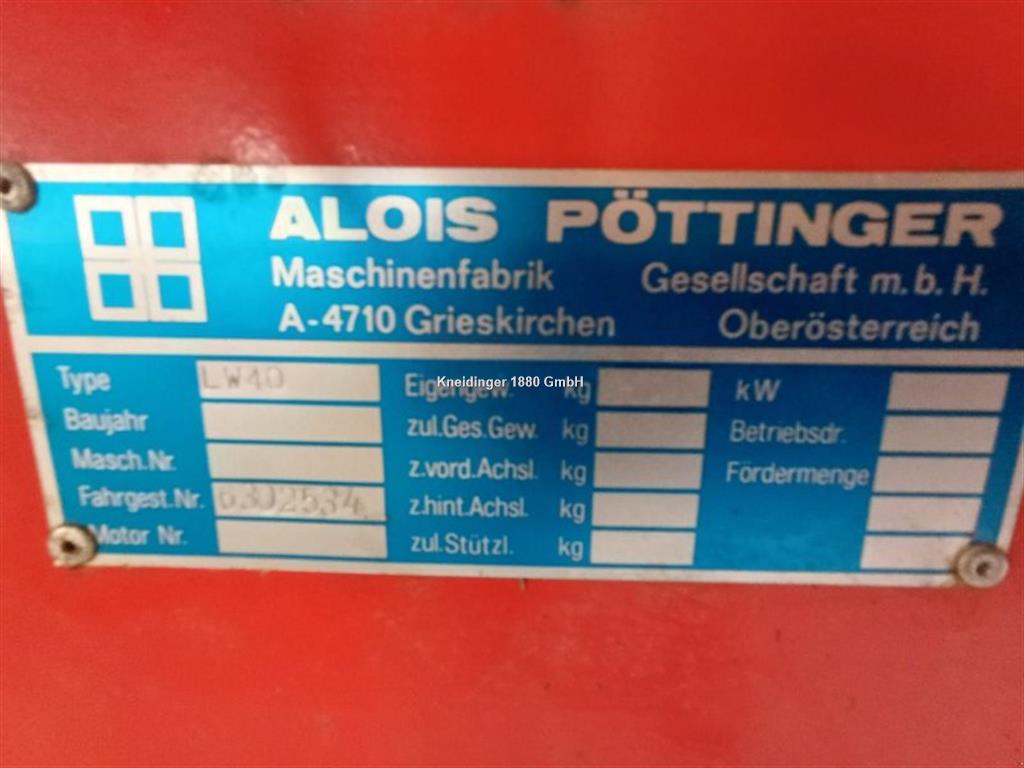 ALOIS PÖTTINGER
Maschinenfabrik Gesellschaft m.b.H.
A-4710 Grieskirchen Oberösterreich
Type LW40 Eigengew. kg kW
Kneidinger 1880 GmbH
Baujahr zul.Ges.Gew. kg Betriebsdr.
Masch.Nr. z.vord.Achsl. kg Fördermenge
Fahrgest.Nr. z.hint.Achsl. kg
Motor Nr. zul.Stützl. kg